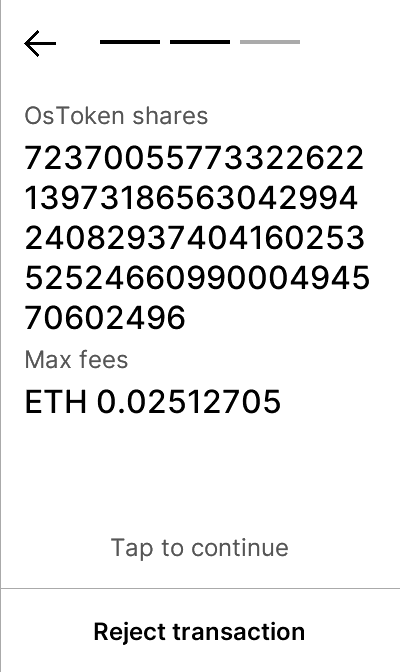 OsToken shares
72370055773322622
13973186563042994
24082937404160253
52524660990004945
70602496
Max fees
ETH 0.02512705
Tap to continue
Reject transaction